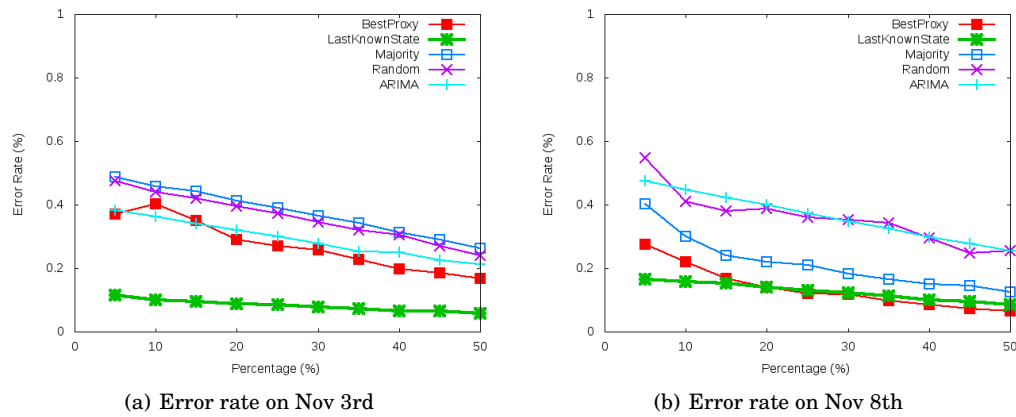 1
0.8
0.6
0.4
0.2
0
0
10
20
30
40
50
Error Rate (%)
Percentage (%)
BestProxy
LastKnownState
Majority
Random
ARIMA
(a) Error rate on Nov 3rd
1
0.8
0.6
0.4
0.2
0
0
10
20
30
40
50
Error Rate (%)
Percentage (%)
BestProxy
LastKnownState
Majority
Random
ARIMA
(b) Error rate on Nov 8th